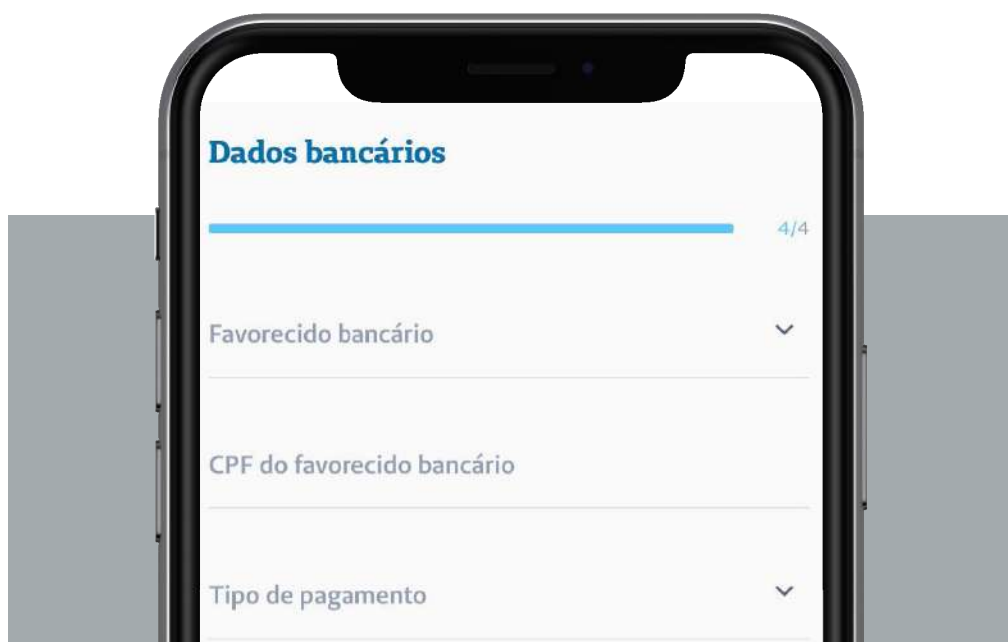 Dados bancários
4/4
Favorecido bancário
CPF do favorecido bancário
Tipo de pagamento